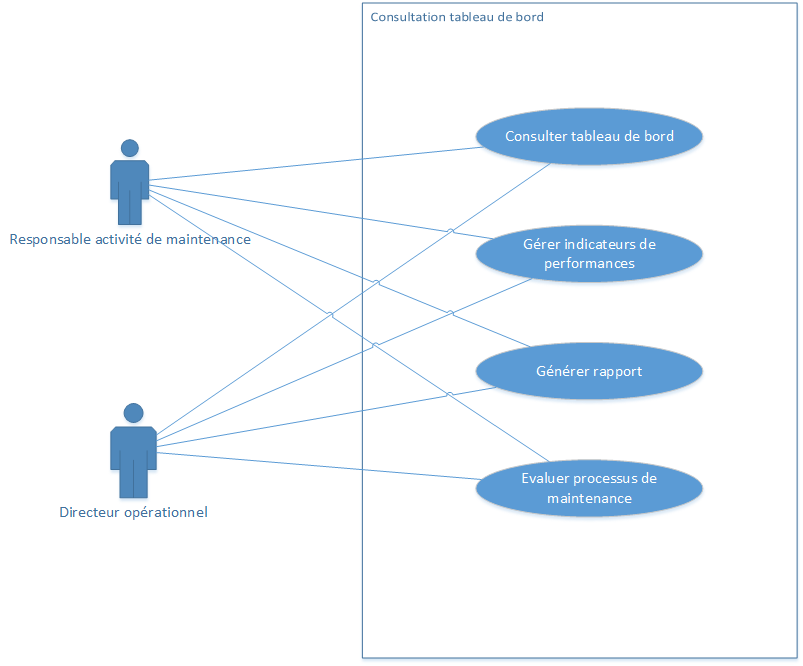 Consultation tableau de bord
Consulter tableau de bord
Responsable activité de maintenance
Gérer indicateurs de
performances
Générer rapport
Directeur opérationnel
Evaluer processus de
maintenance